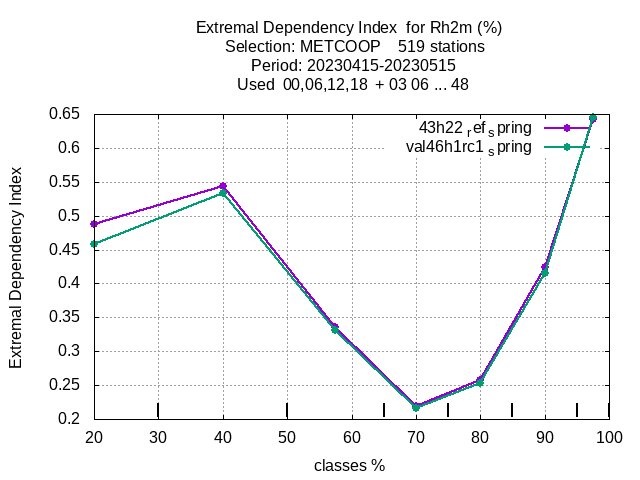 Extremal Dependency Index for Rh2m (%)
Selection: METCOOP 519 stations
Period: 20230415-20230515
Used 00,06,12,18 + 03 06 ... 48
43h22 ref spring
val46h1rc1 spring
Extremal Dependency Index
0.65
0.6
0.55
0.5
0.45
0.4
0.35
0.3
0.25
0.2
20 30 40 50 60 70 80 90 100
classes %